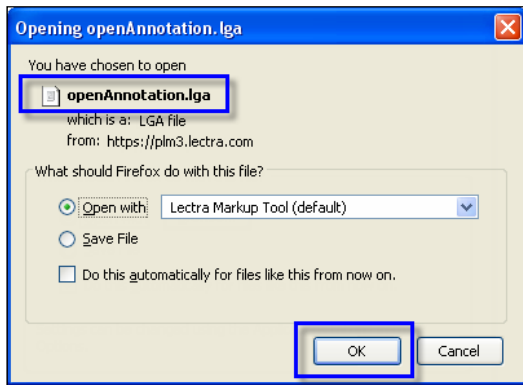 Opening openAnnotation.lga
You have chosen to open
openAnnotation.lga
which is a: LGA file
from: https://plm3.lectra.com
What should Firefox do with this file?
Open with Lectra Markup Tool (default)
Save File
Do this automatically for files like this from now on.
OK Cancel